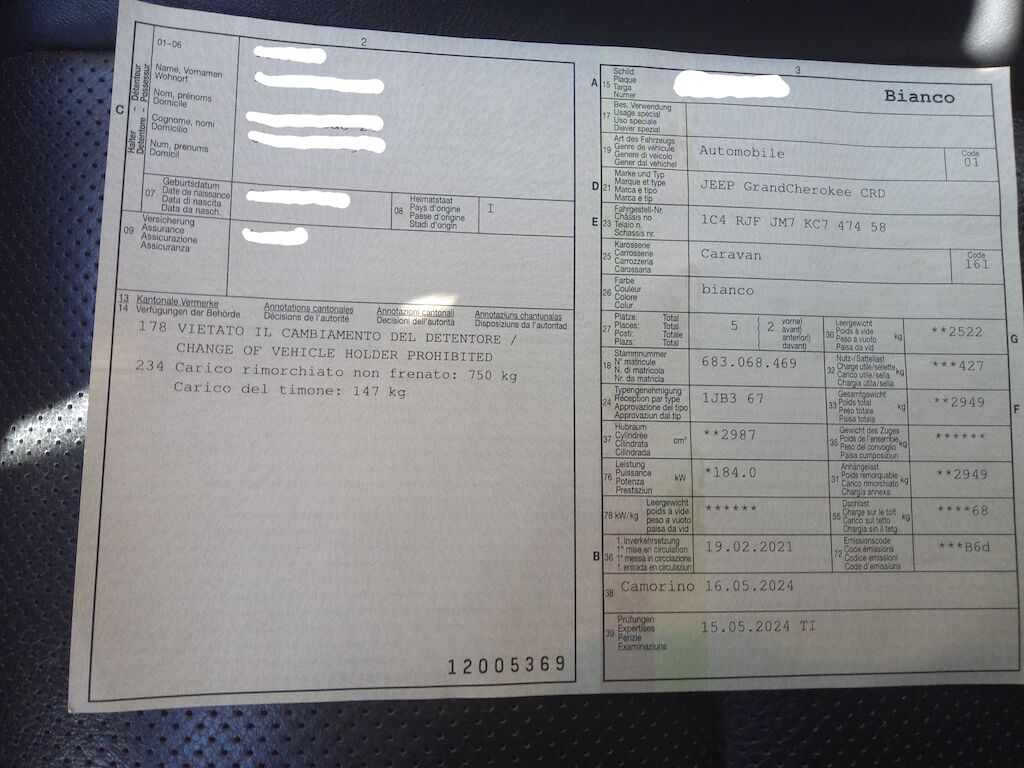 2
01-06
Name, Vornamen
Wohnort
Nom, prénoms
Domicile
Cognome, nomi
Domicilio
Num, prenums
Domicil
C
Halter - Détenteur
Detentore - Possessur
07
Geburtsdatum
Date de naissance
Data di nascita
Data da nasch.
08
Heimatstaat
Pays d'origine
Paese d'origine
Stadi d'origin
I
09
Versicherung
Assurance
Assicurazione
Assicuranza
13 Kantonale Vermerke Annotations cantonales Annotazioni cantonali Annotaziuns chantunalas
14 Verfügungen der Behörde Décisions de l'autorité Decisioni dell'autorità Disposiziuns da l'autoritad
178 VIETATO IL CAMBIAMENTO DEL DETENTORE /
CHANGE OF VEHICLE HOLDER PROHIBITED
234 Carico rimorchiato non frenato: 750 kg
Carico del timone: 147 kg
12005369
3
A 15
Schild
Plaque
Targa
Numer
Bianco
17
Bes. Verwendung
Usage spécial
Uso speciale
Diever spezial
19
Art des Fahrzeugs
Genre de véhicule
Genere di veicolo
Gener dal vehichel
Automobile
Code
01
D 21
Marke und Typ
Marque et type
Marca e tipo
Marca e tip
JEEP GrandCherokee CRD
E 23
Fahrgestell-Nr.
Châssis no
Telaio n.
Schassis nr.
1C4 RJF JM7 KC7 474 58
25
Karosserie
Carrosserie
Carrozzeria
Carossaria
Caravan
Code
161
26
Farbe
Couleur
Colore
Colur
bianco
27
Plätze: Total
Places: Total
Posti: Totale
Plazs: Total
5 ( 2
vorne)
avant)
anteriori)
davant)
30
Leergewicht
Poids à vide
Peso a vuoto
Paisa da vid
kg
**2522
G
18
Stammnummer
N° matricule
N. di matricola
Nr. da matricla
683.068.469
32
Nutz-/Sattellast
Charge utile/sellette
Carico utile/sella
Chargia utila/sella
kg
***427
24
Typengenehmigung
Réception par type
Approvazione del tipo
Approvaziun dal tip
1JB3 67
33
Gesamtgewicht
Poids total
Peso totale
Paisa totala
kg
**2949
F
37
Hubraum
Cylindrée
Cilindrata
Cilindrada
cm³
**2987
35
Gewicht des Zuges
Poids de l'ensemble
Peso del convoglio
Paisa cumposiziun
kg
******
76
Leistung
Puissance
Potenza
Prestaziun
kW
*184.0
31
Anhängelast
Poids remorquable
Carico rimorchiato
Chargia annexa
kg
**2949
78 kW/kg
Leergewicht
poids à vide
peso a vuoto
paisa da vid
******
55
Dachlast
Charge sur le toit
Carico sul tetto
Chargia sin il tetg
kg
****68
B 36
1. Inverkehrsetzung
1re mise en circulation
1a messa in circolazione
1. entrada en circulaziun
19.02.2021
72
Emissionscode
Code émissions
Codice emissioni
Code d'emissiuns
***B6d
38 Camorino 16.05.2024
39
Prüfungen
Expertises
Perizie
Examinaziuns
15.05.2024 TI